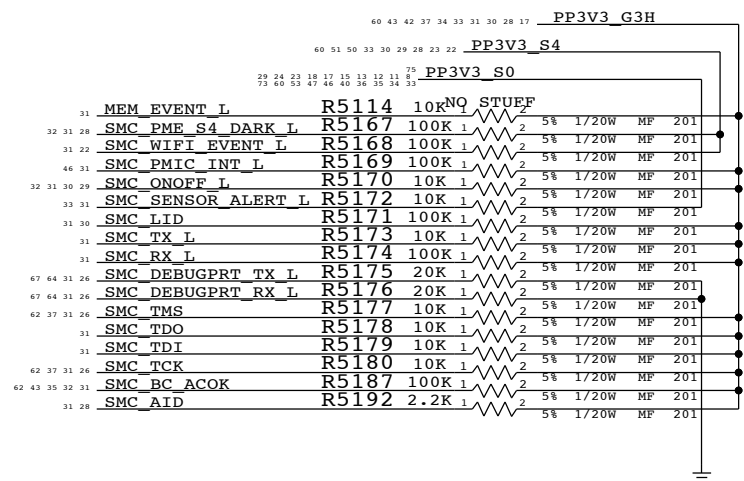 60 43 42 37 34 33 31 30 28 17 PP3V3_G3H
60 51 50 33 30 29 28 23 22 PP3V3_S4
75
29 24 23 18 17 15 13 12 11 8 PP3V3_S0
73 60 53 47 46 40 36 35 34 33
NO STUFF
31 MEM_EVENT_L R5114 10K 1 2
5% 1/20W MF 201
32 31 28 SMC_PME_S4_DARK_L R5167 100K 1 2
5% 1/20W MF 201
31 22 SMC_WIFI_EVENT_L R5168 100K 1 2
5% 1/20W MF 201
46 31 SMC_PMIC_INT_L R5169 100K 1 2
5% 1/20W MF 201
32 31 30 29 SMC_ONOFF_L R5170 10K 1 2
5% 1/20W MF 201
33 31 SMC_SENSOR_ALERT_L R5172 10K 1 2
5% 1/20W MF 201
31 30 SMC_LID R5171 100K 1 2
5% 1/20W MF 201
31 SMC_TX_L R5173 10K 1 2
5% 1/20W MF 201
31 SMC_RX_L R5174 100K 1 2
5% 1/20W MF 201
67 64 31 26 SMC_DEBUGPRT_TX_L R5175 20K 1 2
5% 1/20W MF 201
67 64 31 26 SMC_DEBUGPRT_RX_L R5176 20K 1 2
5% 1/20W MF 201
62 37 31 26 SMC_TMS R5177 10K 1 2
5% 1/20W MF 201
31 SMC_TDO R5178 10K 1 2
5% 1/20W MF 201
31 SMC_TDI R5179 10K 1 2
5% 1/20W MF 201
62 37 31 26 SMC_TCK R5180 10K 1 2
5% 1/20W MF 201
62 43 35 32 31 SMC_BC_ACOK R5187 100K 1 2
5% 1/20W MF 201
31 28 SMC_AID R5192 2.2K 1 2
5% 1/20W MF 201